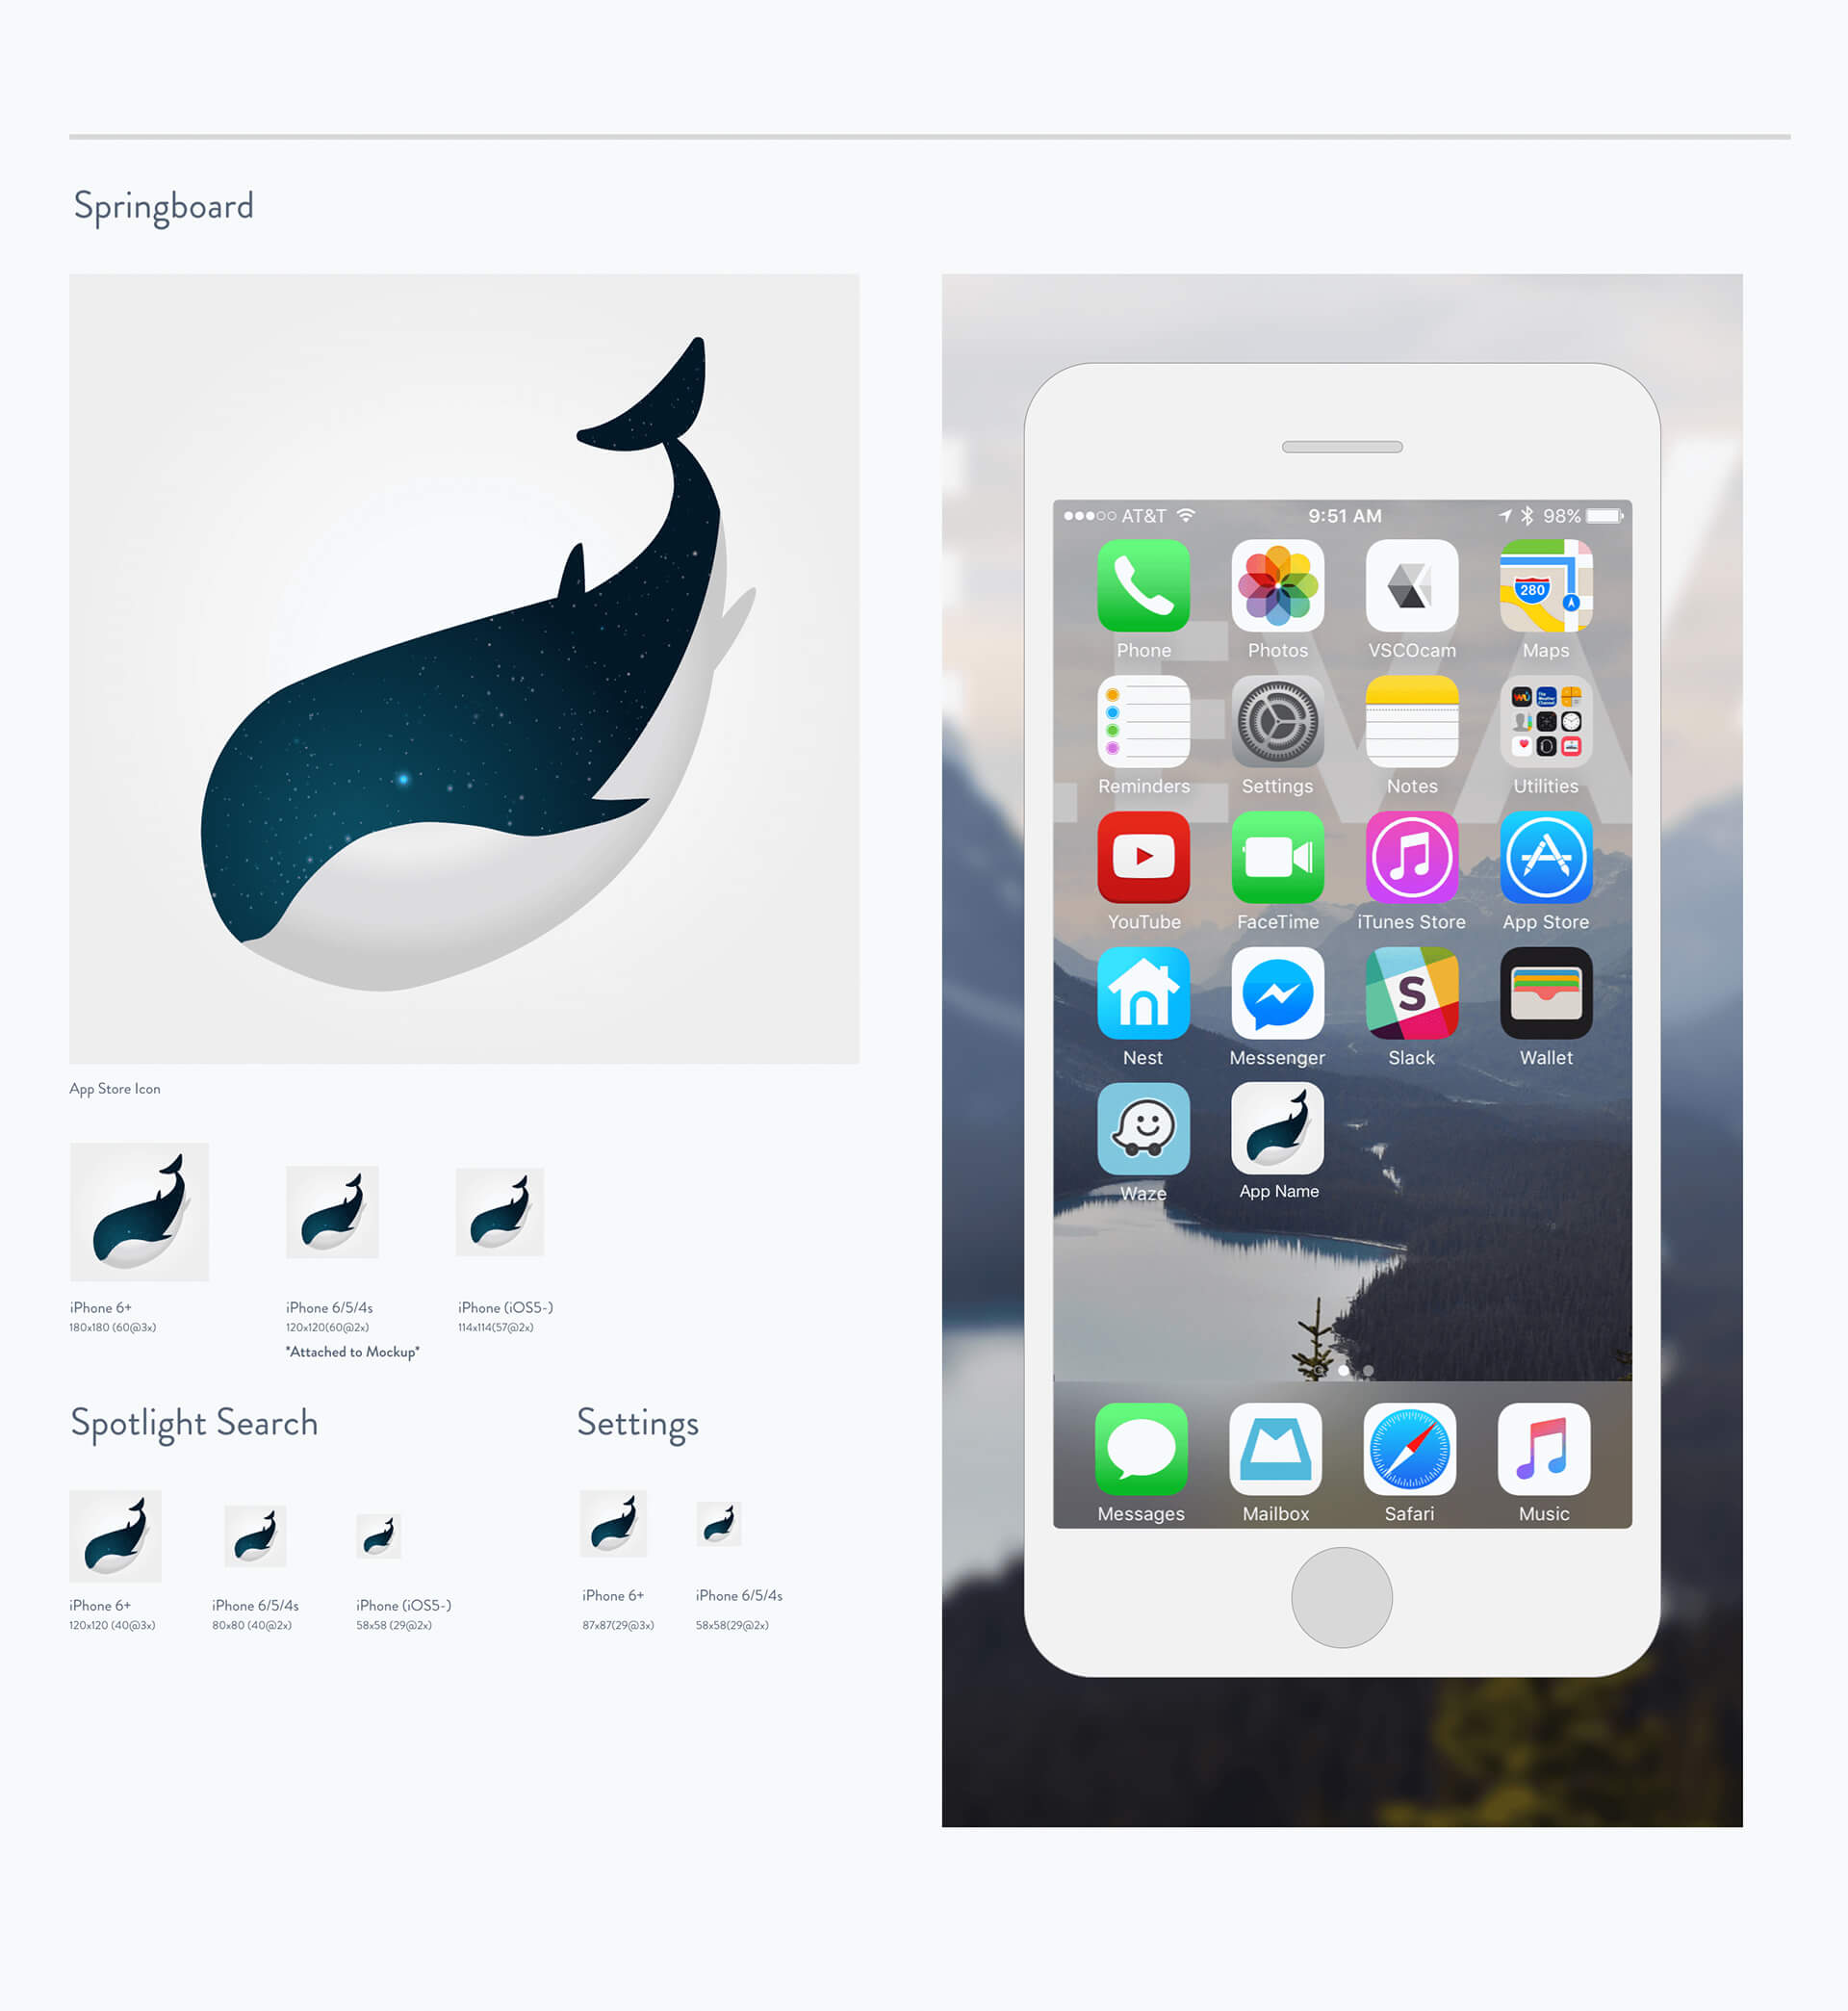 Springboard
App Store Icon
iPhone 6+
180x180 (60@3x)
iPhone 6/5/4s
120x120(60@2x)
*Attached to Mockup*
iPhone (iOS5-)
114x114(57@2x)
Spotlight Search
iPhone 6+
120x120 (40@3x)
iPhone 6/5/4s
80x80 (40@2x)
iPhone (iOS5-)
58x58 (29@2x)
Settings
iPhone 6+
87x87(29@3x)
iPhone 6/5/4s
58x58(29@2x)
AT&T 9:51 AM 98%
280
Phone Photos VSCOcam Maps
Reminders Settings Notes Utilities
YouTube FaceTime iTunes Store App Store
S
Nest Messenger Slack Wallet
Waze App Name
Messages Mailbox Safari Music